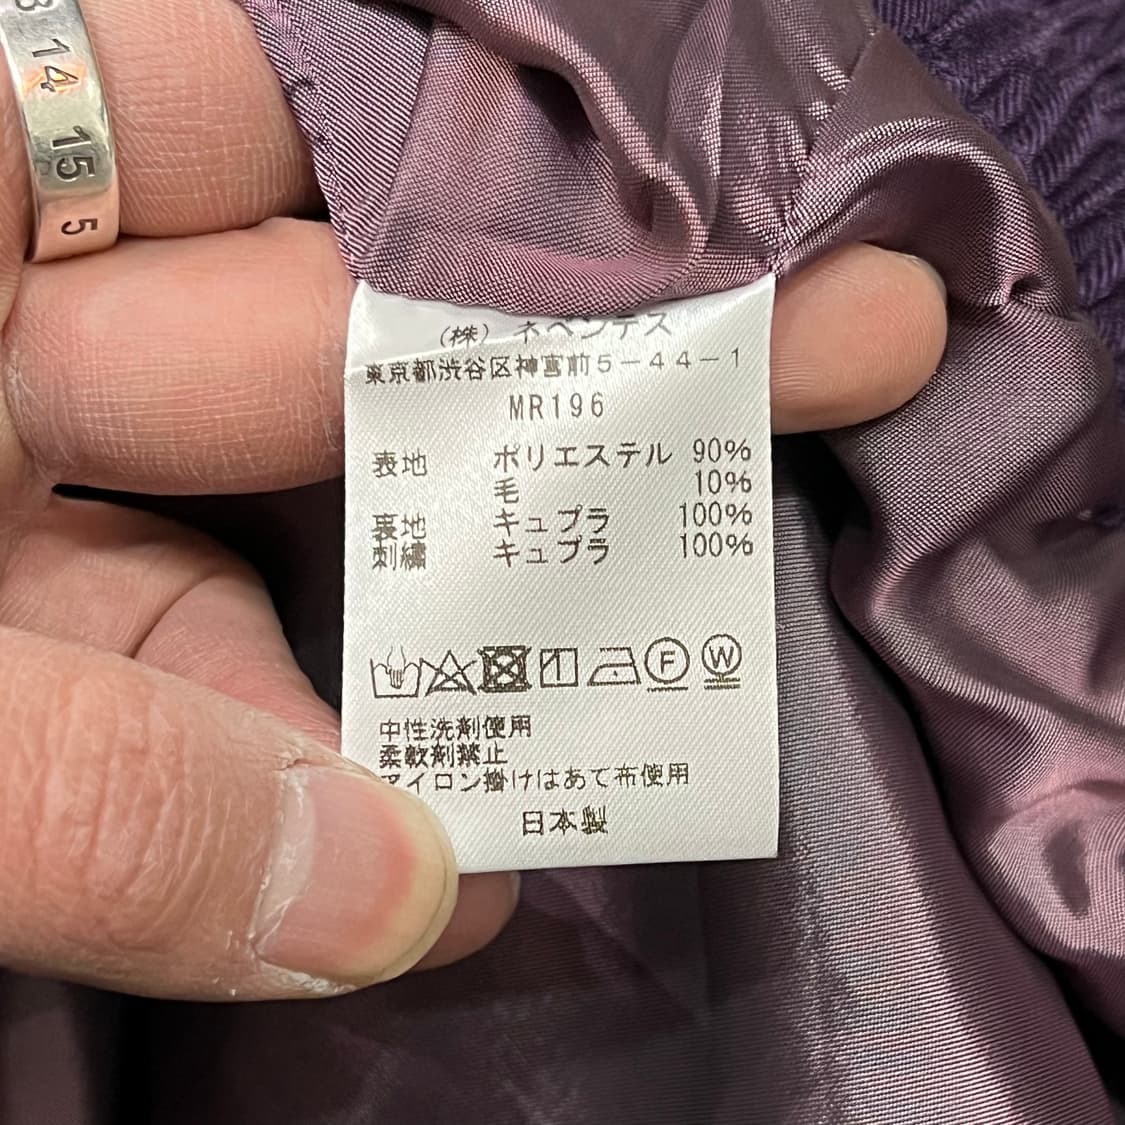 14
15
5
(株) ネペンテス
東京都渋谷区神宮前5-44-1
MR196
表地 ポリエステル 90%
毛 10%
裏地 キュプラ 100%
刺繍 キュプラ 100%
F W
中性洗剤使用
柔軟剤禁止
アイロン掛けはあて布使用
日本製